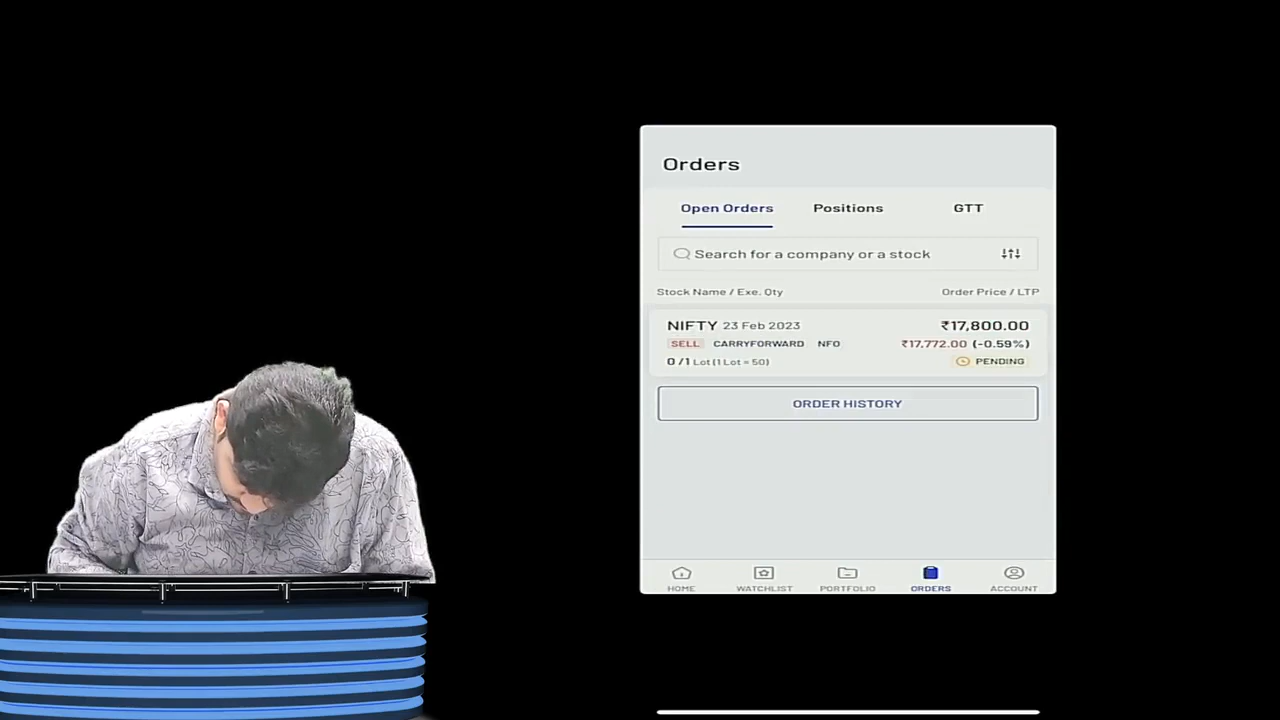 Orders
Open Orders Positions GTT
Search for a company or a stock
Stock Name / Exe. Qty Order Price / LTP
NIFTY 23 Feb 2023 ₹17,800.00
SELL CARRYFORWARD NFO ₹17,772.00 (-0.59%)
0 / 1 Lot (1 Lot = 50) PENDING
ORDER HISTORY
HOME WATCHLIST PORTFOLIO ORDERS ACCOUNT